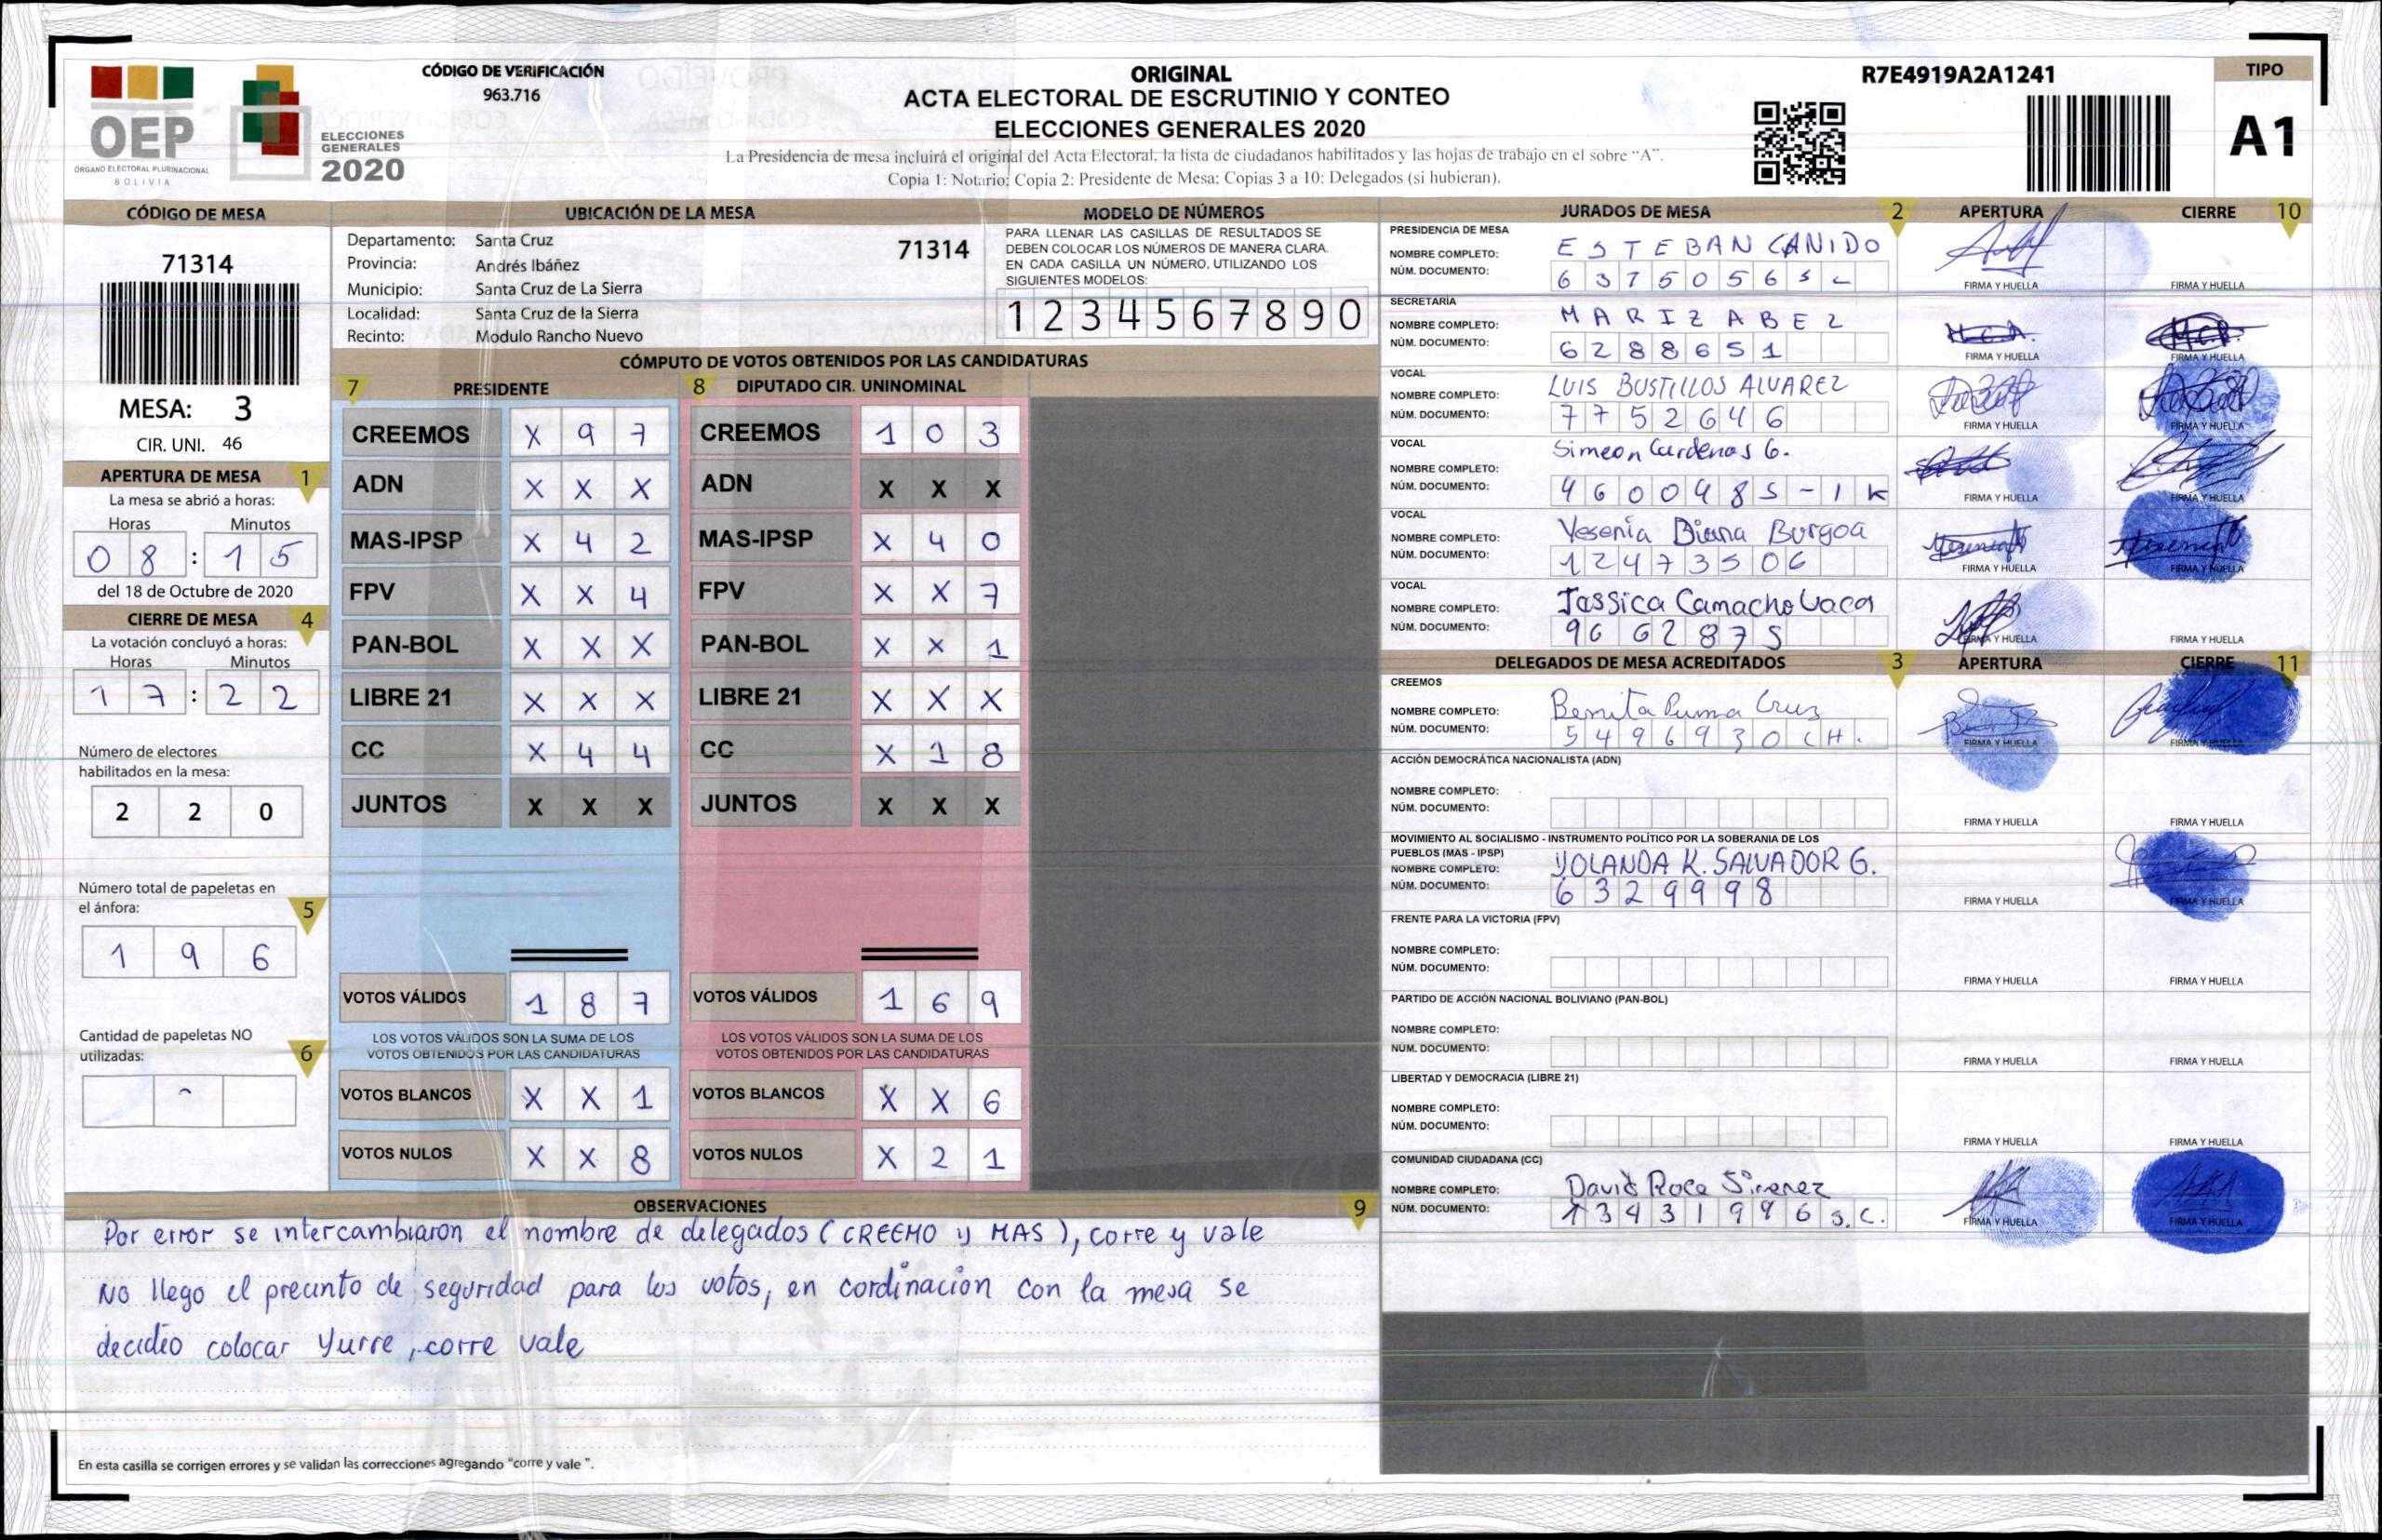 OEP
ÓRGANO ELECTORAL PLURINACIONAL
BOLIVIA
ELECCIONES
GENERALES
2020
CÓDIGO DE VERIFICACIÓN
963.716
ORIGINAL
ACTA ELECTORAL DE ESCRUTINIO Y CONTEO
ELECCIONES GENERALES 2020
La Presidencia de mesa incluirá el original del Acta Electoral, la lista de ciudadanos habilitados y las hojas de trabajo en el sobre "A".
Copia 1: Notario; Copia 2: Presidente de Mesa; Copias 3 a 10: Delegados (si hubieran).
R7E4919A2A1241
TIPO
A1
CÓDIGO DE MESA
71314
MESA: 3
CIR. UNI. 46
APERTURA DE MESA 1
La mesa se abrió a horas:
Horas Minutos
0 8 : 1 5
del 18 de Octubre de 2020
CIERRE DE MESA 4
La votación concluyó a horas:
Horas Minutos
1 7 : 2 2
Número de electores
habilitados en la mesa:
2 2 0
Número total de papeletas en
el ánfora: 5
1 9 6
Cantidad de papeletas NO
utilizadas: 6
UBICACIÓN DE LA MESA
Departamento: Santa Cruz 71314
Provincia: Andrés Ibáñez
Municipio: Santa Cruz de La Sierra
Localidad: Santa Cruz de la Sierra
Recinto: Modulo Rancho Nuevo
MODELO DE NÚMEROS
PARA LLENAR LAS CASILLAS DE RESULTADOS SE
DEBEN COLOCAR LOS NÚMEROS DE MANERA CLARA.
EN CADA CASILLA UN NÚMERO, UTILIZANDO LOS
SIGUIENTES MODELOS:
1 2 3 4 5 6 7 8 9 0
CÓMPUTO DE VOTOS OBTENIDOS POR LAS CANDIDATURAS
7 PRESIDENTE
CREEMOS X 9 7
ADN X X X
MAS-IPSP X 4 2
FPV X X 4
PAN-BOL X X X
LIBRE 21 X X X
CC X 4 4
JUNTOS X X X
VOTOS VÁLIDOS 1 8 7
LOS VOTOS VÁLIDOS SON LA SUMA DE LOS
VOTOS OBTENIDOS POR LAS CANDIDATURAS
VOTOS BLANCOS X X 1
VOTOS NULOS X X 8
8 DIPUTADO CIR. UNINOMINAL
CREEMOS 1 0 3
ADN X X X
MAS-IPSP X 4 0
FPV X X 7
PAN-BOL X X 1
LIBRE 21 X X X
CC X 1 8
JUNTOS X X X
VOTOS VÁLIDOS 1 6 9
LOS VOTOS VÁLIDOS SON LA SUMA DE LOS
VOTOS OBTENIDOS POR LAS CANDIDATURAS
VOTOS BLANCOS X X 6
VOTOS NULOS X 2 1
OBSERVACIONES 9
Por error se intercambiaron el nombre de delegados (CREEMO y MAS), corre y vale
No llego el precinto de seguridad para los votos, en cordinacion con la mesa se
decidio colocar Yurre, corre vale
En esta casilla se corrigen errores y se validan las correcciones agregando "corre y vale ".
JURADOS DE MESA 2 APERTURA CIERRE 10
PRESIDENCIA DE MESA
NOMBRE COMPLETO: ESTEBAN CANIDO
NÚM. DOCUMENTO:
FIRMA Y HUELLA FIRMA Y HUELLA
SECRETARÍA
NOMBRE COMPLETO: MARIZABEL
NÚM. DOCUMENTO: 6288651
FIRMA Y HUELLA FIRMA Y HUELLA
VOCAL
NOMBRE COMPLETO: LUIS BUSTILLOS ALVAREZ
NÚM. DOCUMENTO: 7752646
FIRMA Y HUELLA FIRMA Y HUELLA
VOCAL
NOMBRE COMPLETO: Simeon Cardenas G.
NÚM. DOCUMENTO: 4600485-1K
FIRMA Y HUELLA FIRMA Y HUELLA
VOCAL
NOMBRE COMPLETO: Yesenia Burgoa
NÚM. DOCUMENTO: 12473506
FIRMA Y HUELLA FIRMA Y HUELLA
VOCAL
NOMBRE COMPLETO: Jassica Camacho Vaca
NÚM. DOCUMENTO: 9662875
FIRMA Y HUELLA FIRMA Y HUELLA
DELEGADOS DE MESA ACREDITADOS 3 APERTURA CIERRE 11
CREEMOS
NOMBRE COMPLETO: Benita Puma Cruz
NÚM. DOCUMENTO: 5496930 CH.
FIRMA Y HUELLA FIRMA Y HUELLA
ACCIÓN DEMOCRÁTICA NACIONALISTA (ADN)
NOMBRE COMPLETO:
NÚM. DOCUMENTO:
FIRMA Y HUELLA FIRMA Y HUELLA
MOVIMIENTO AL SOCIALISMO - INSTRUMENTO POLÍTICO POR LA SOBERANIA DE LOS
PUEBLOS (MAS - IPSP)
NOMBRE COMPLETO: YOLANDA K. SALVADOR G.
NÚM. DOCUMENTO: 6329998
FIRMA Y HUELLA FIRMA Y HUELLA
FRENTE PARA LA VICTORIA (FPV)
NOMBRE COMPLETO:
NÚM. DOCUMENTO:
FIRMA Y HUELLA FIRMA Y HUELLA
PARTIDO DE ACCIÓN NACIONAL BOLIVIANO (PAN-BOL)
NOMBRE COMPLETO:
NÚM. DOCUMENTO:
FIRMA Y HUELLA FIRMA Y HUELLA
LIBERTAD Y DEMOCRACIA (LIBRE 21)
NOMBRE COMPLETO:
NÚM. DOCUMENTO:
FIRMA Y HUELLA FIRMA Y HUELLA
COMUNIDAD CIUDADANA (CC)
NOMBRE COMPLETO: David Roca
NÚM. DOCUMENTO: 13431996 S.C.
FIRMA Y HUELLA FIRMA Y HUELLA